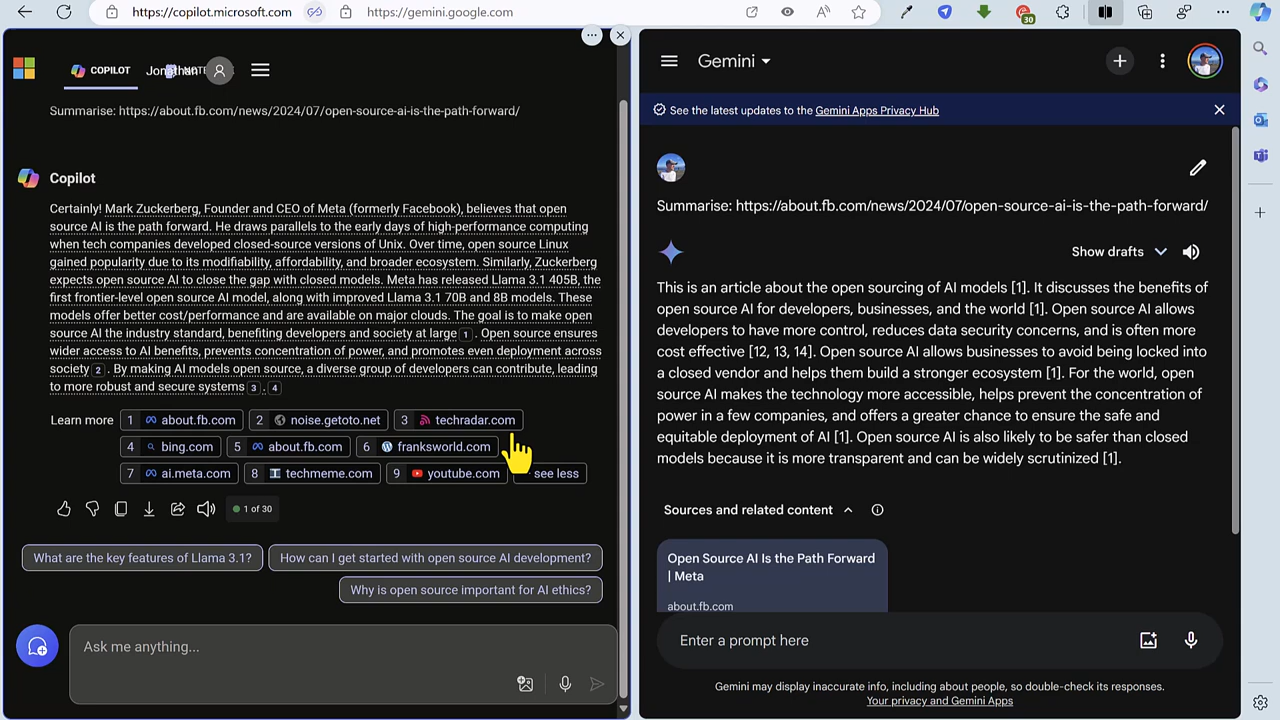 https://copilot.microsoft.com
https://gemini.google.com
30
COPILOT
Jonathan
NOTE
Summarise: https://about.fb.com/news/2024/07/open-source-ai-is-the-path-forward/
Copilot
Certainly! Mark Zuckerberg, Founder and CEO of Meta (formerly Facebook), believes that open
source AI is the path forward. He draws parallels to the early days of high-performance computing
when tech companies developed closed-source versions of Unix. Over time, open source Linux
gained popularity due to its modifiability, affordability, and broader ecosystem. Similarly, Zuckerberg
expects open source AI to close the gap with closed models. Meta has released Llama 3.1 405B, the
first frontier-level open source AI model, along with improved Llama 3.1 70B and 8B models. These
models offer better cost/performance and are available on major clouds. The goal is to make open
source AI the industry standard, benefiting developers and society at large 1 . Open source ensures
wider access to AI benefits, prevents concentration of power, and promotes even deployment across
society 2 . By making AI models open source, a diverse group of developers can contribute, leading
to more robust and secure systems 3 . 4
Learn more 1 about.fb.com 2 noise.getoto.net 3 techradar.com
4 bing.com 5 about.fb.com 6 franksworld.com
7 ai.meta.com 8 techmeme.com 9 youtube.com see less
1 of 30
What are the key features of Llama 3.1? How can I get started with open source AI development?
Why is open source important for AI ethics?
Ask me anything...
Gemini
See the latest updates to the Gemini Apps Privacy Hub
Summarise: https://about.fb.com/news/2024/07/open-source-ai-is-the-path-forward/
Show drafts
This is an article about the open sourcing of AI models [1]. It discusses the benefits of
open source AI for developers, businesses, and the world [1]. Open source AI allows
developers to have more control, reduces data security concerns, and is often more
cost effective [12, 13, 14]. Open source AI allows businesses to avoid being locked into
a closed vendor and helps them build a stronger ecosystem [1]. For the world, open
source AI makes the technology more accessible, helps prevent the concentration of
power in a few companies, and offers a greater chance to ensure the safe and
equitable deployment of AI [1]. Open source AI is also likely to be safer than closed
models because it is more transparent and can be widely scrutinized [1].
Sources and related content
Open Source AI Is the Path Forward
| Meta
about.fb.com
Enter a prompt here
Gemini may display inaccurate info, including about people, so double-check its responses.
Your privacy and Gemini Apps